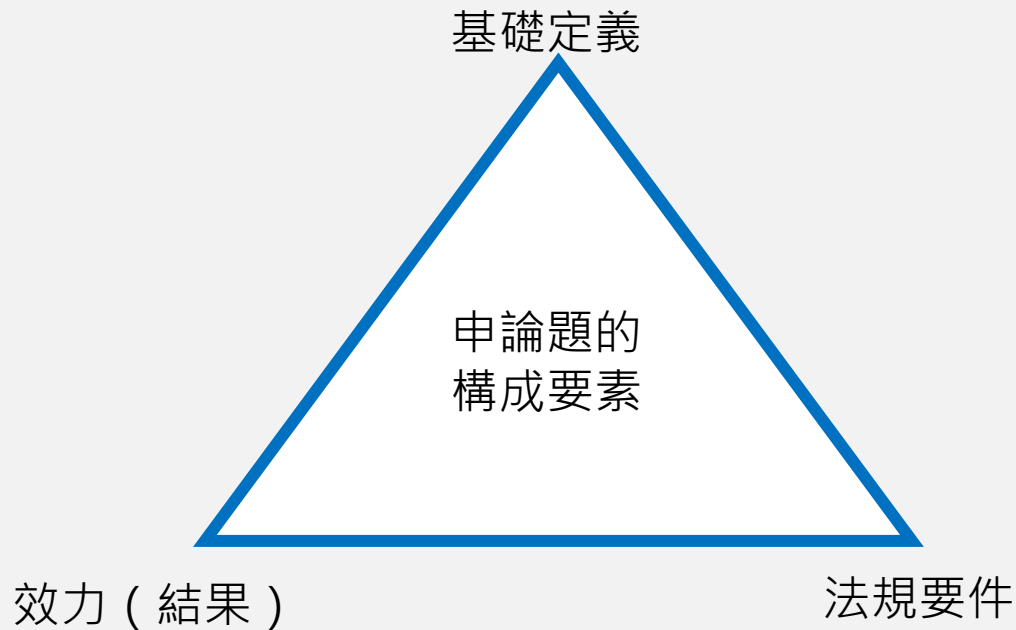 基礎定義
申論題的
構成要素
效力（結果）
法規要件